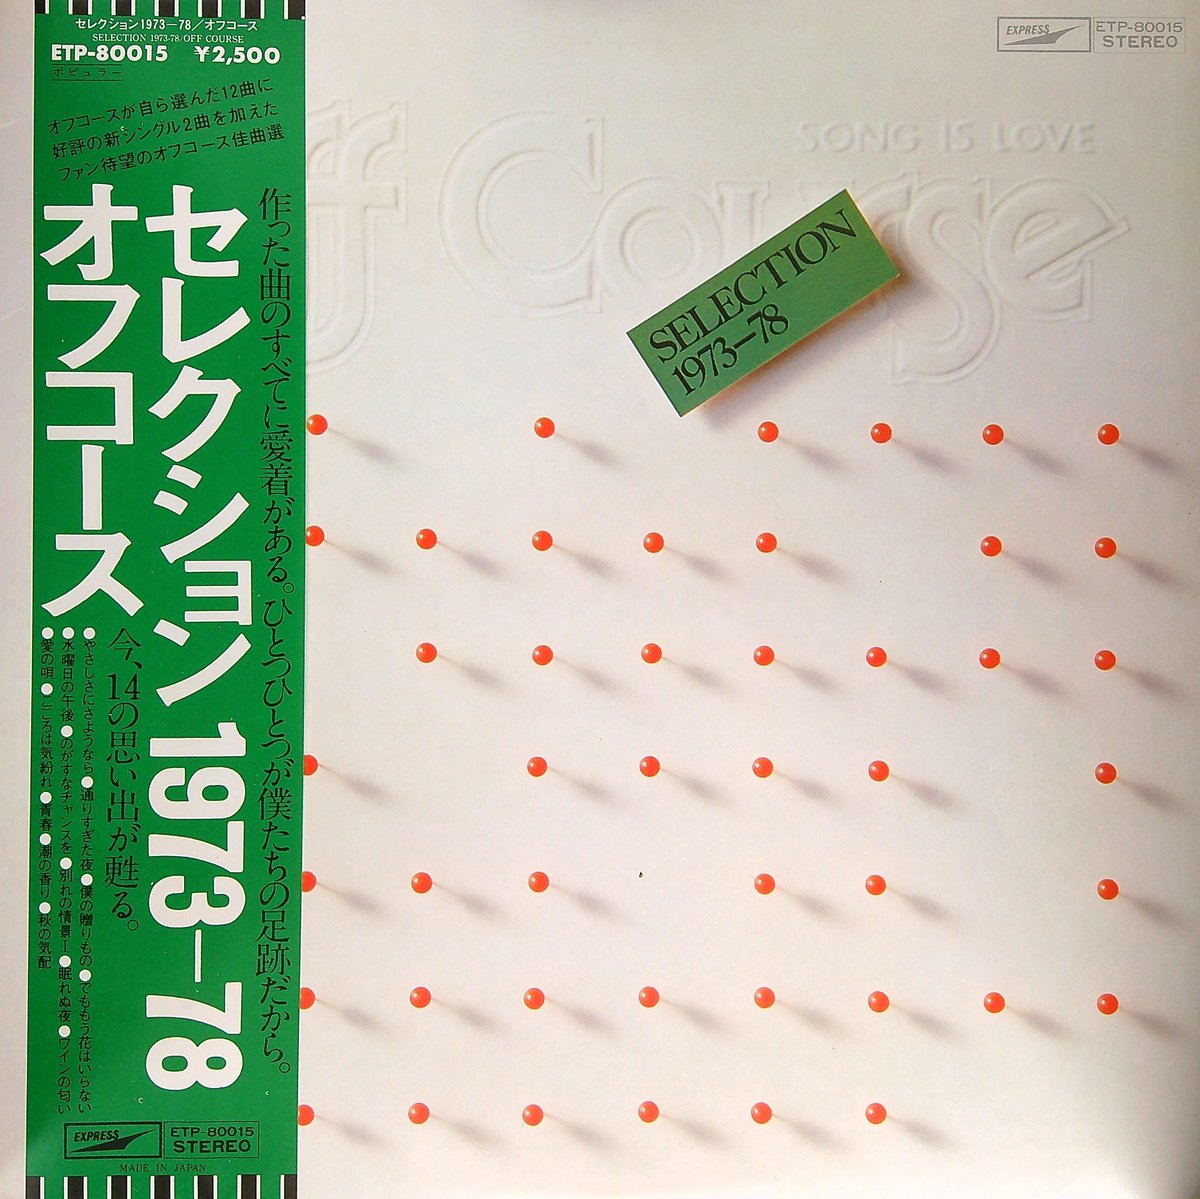 セレクション1973—78／オフコース
SELECTION 1973-78/OFF COURSE
ETP-80015 ¥2,500
ポピュラー
オフコースが自ら選んだ12曲に
好評の新シングル2曲を加えた
ファン待望のオフコース佳曲選
作った曲のすべてに愛着がある。ひとつひとつが僕たちの足跡だから。
セレクション1973—78
オフコース
今、14の思い出が甦る。
●やさしさにさようなら●通りすぎた夜●僕の贈りもの●でももう花はいらない
●水曜日の午後●のがすなチャンスを●別れの情景I●眠れぬ夜●ワインの匂い
●愛の唄●こころは気紛れ●青春●潮の香り●秋の気配
EXPRESS
ETP-80015
STEREO
MADE IN JAPAN
EXPRESS
ETP-80015
STEREO
SONG IS LOVE
ff Course
SELECTION
1973—78